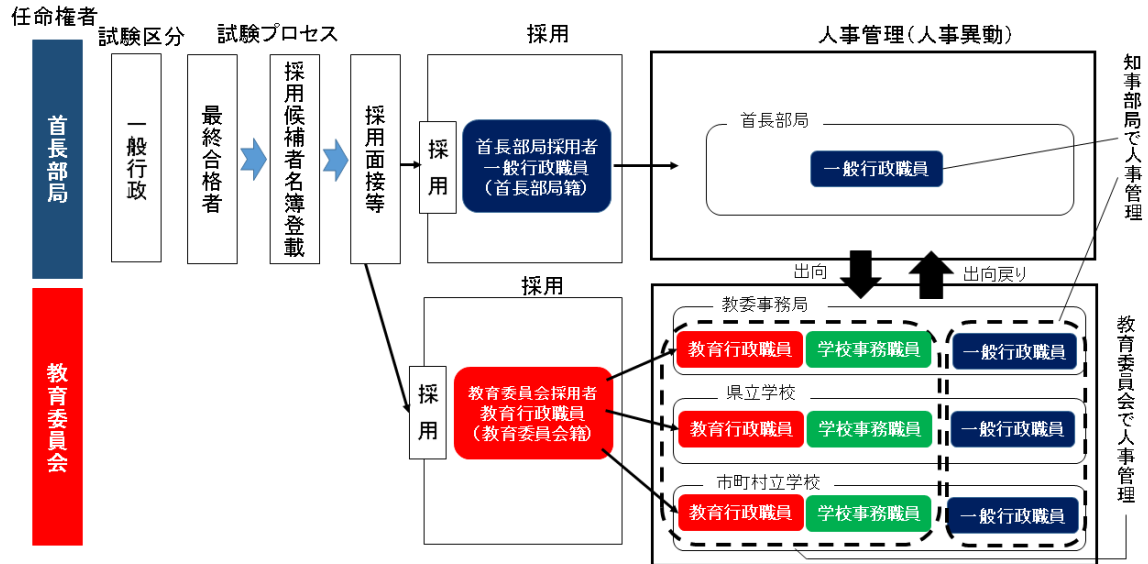 任命権者
試験区分
試験プロセス
採用
人事管理(人事異動)
首長部局
一般行政
最終合格者
採用候補者名簿登載
採用面接等
採用
首長部局採用者
一般行政職員
(首長部局籍)
首長部局
一般行政職員
知事部局で人事管理
出向
出向戻り
教育委員会
採用
採用
教育委員会採用者
教育行政職員
(教育委員会籍)
教委事務局
教育行政職員
学校事務職員
一般行政職員
県立学校
教育行政職員
学校事務職員
一般行政職員
市町村立学校
教育行政職員
学校事務職員
一般行政職員
教育委員会で人事管理